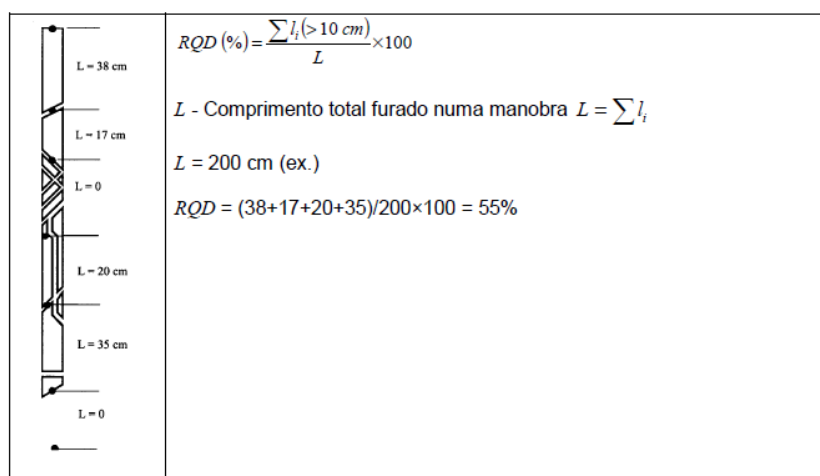 L = 38 cm
L = 17 cm
L = 0
L = 20 cm
L = 35 cm
L = 0
RQD (%) = ∑ lᵢ(>10 cm) / L ×100
L - Comprimento total furado numa manobra L = ∑ lᵢ
L = 200 cm (ex.)
RQD = (38+17+20+35)/200×100 = 55%